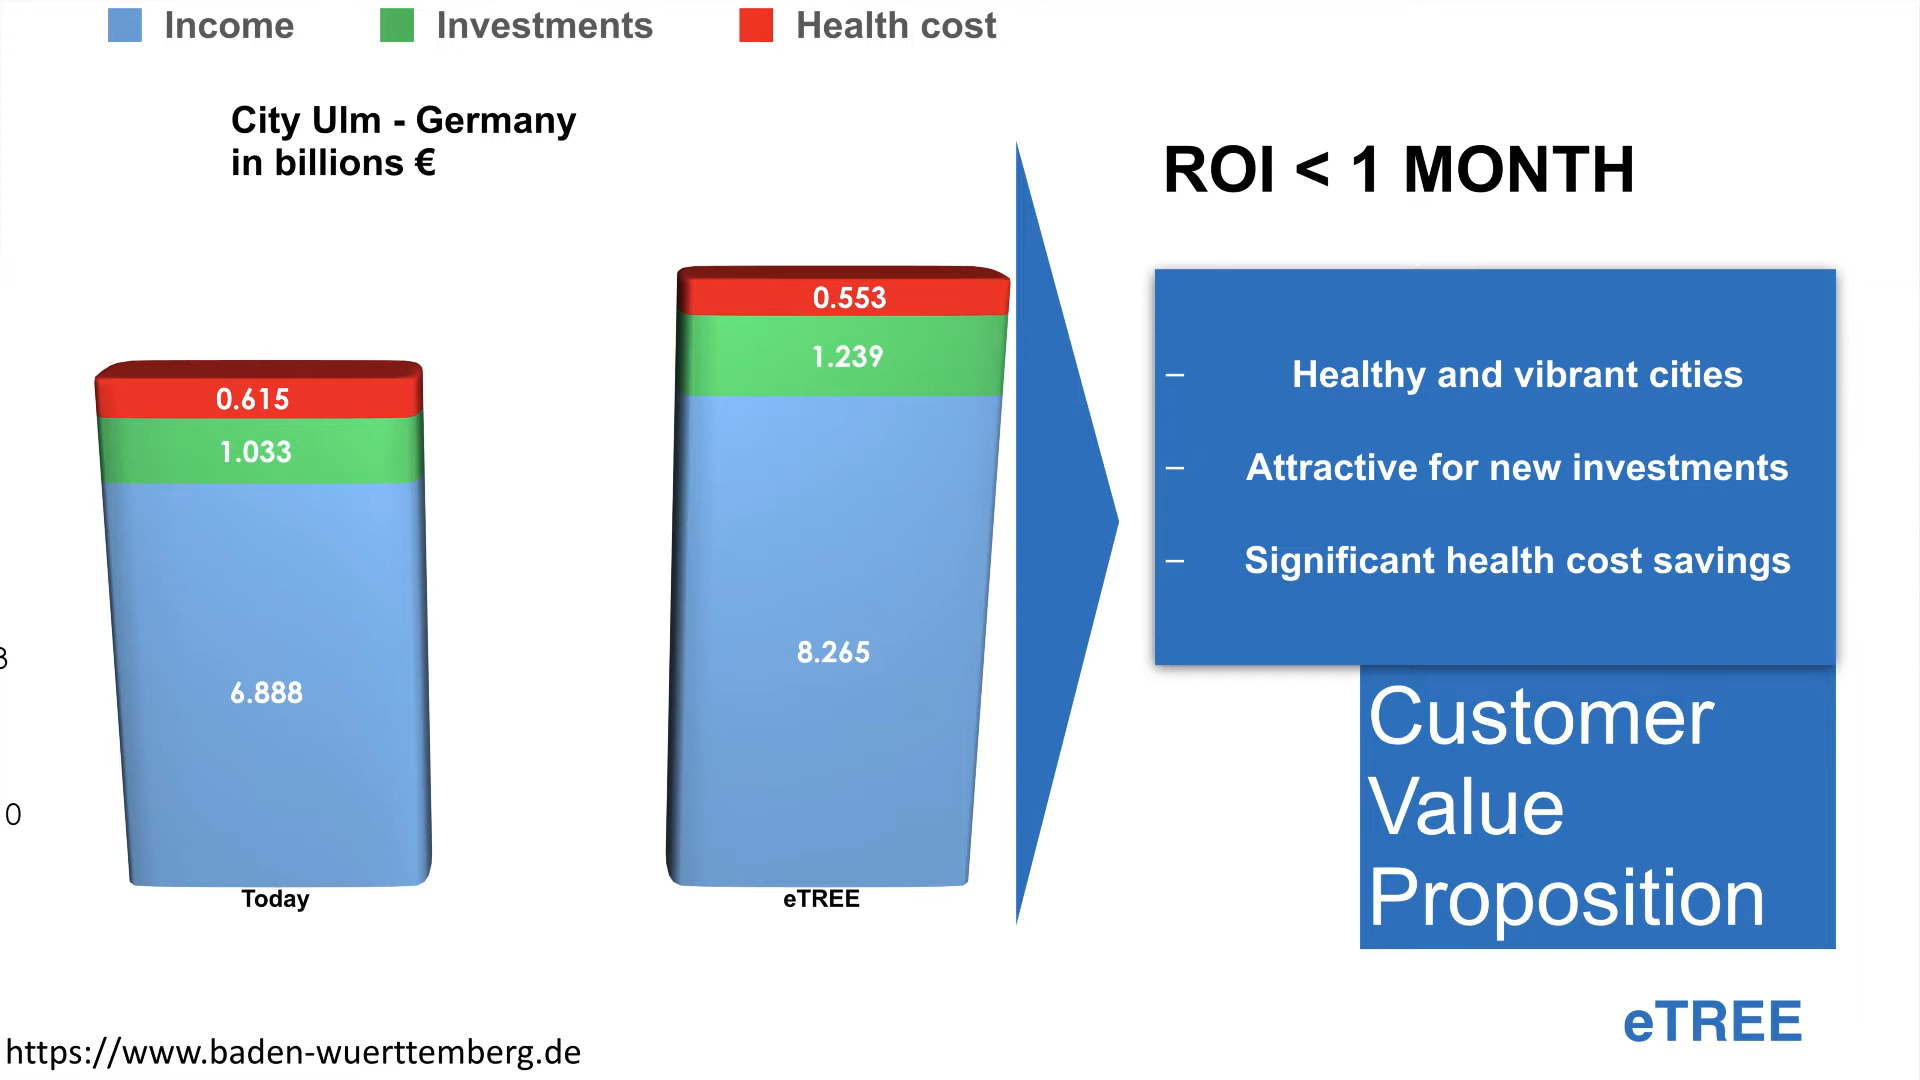 Income
Investments
Health cost
City Ulm - Germany
in billions €
ROI < 1 MONTH
0.615
1.033
6.888
0.553
1.239
8.265
0
Today
eTREE
– Healthy and vibrant cities
– Attractive for new investments
– Significant health cost savings
Customer
Value
Proposition
eTREE
https://www.baden-wuerttemberg.de